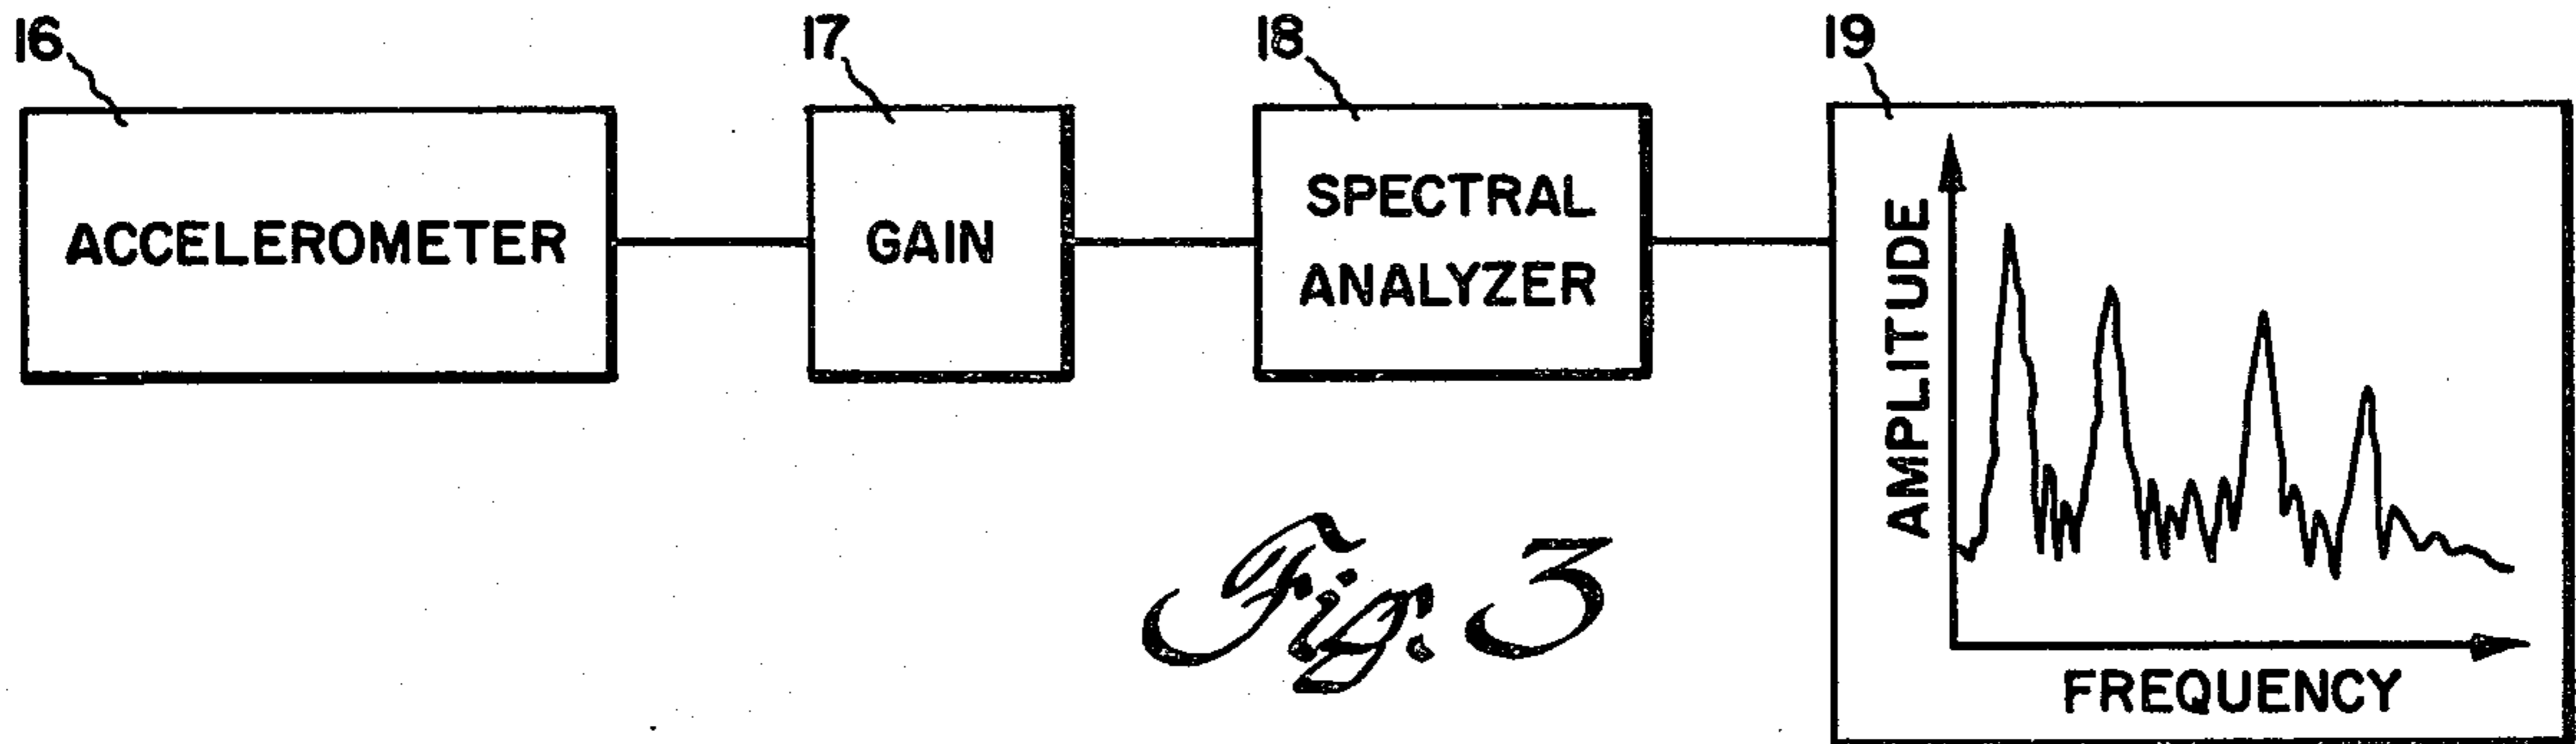 16
17
18
19
ACCELEROMETER
GAIN
SPECTRAL
ANALYZER
AMPLITUDE
FREQUENCY
Fig. 3